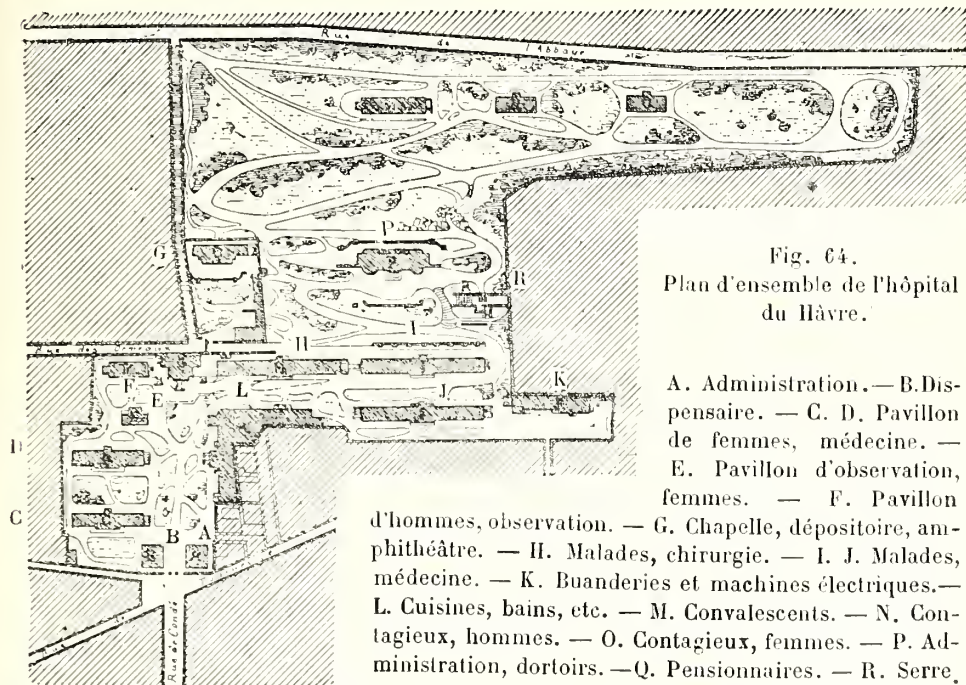 Rue de l'Abbaye
G
P
R
I
H
F
E
L
J
K
D
C
B
A
Rue de Condé
Fig. 64.
Plan d'ensemble de l'hôpital
du Hàvre.
A. Administration.—B. Dis-
pensaire. — C. D. Pavillon
de femmes, médecine. —
E. Pavillon d'observation,
femmes. — F. Pavillon
d'hommes, observation. — G. Chapelle, dépositoire, am-
phithéâtre. — H. Malades, chirurgie. — I. J. Malades,
médecine. — K. Buanderies et machines électriques.—
L. Cuisines, bains, etc. — M. Convalescents. — N. Con-
tagieux, hommes. — O. Contagieux, femmes. — P. Ad-
ministration, dortoirs. —Q. Pensionnaires. — R. Serre.